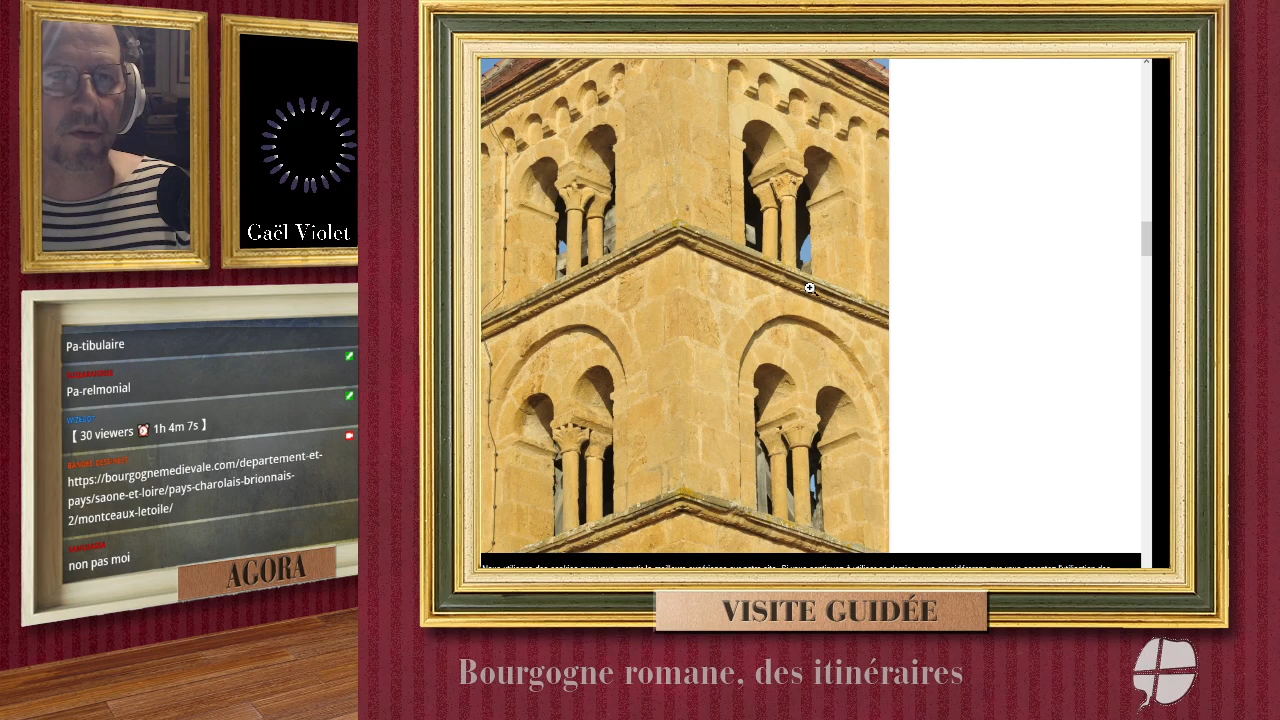 Gaël Violet
Pa-tibulaire
Pa-relmonial
WIZEBOT
【 30 viewers ⏰ 1h 4m 7s 】
https://bourgognemedievale.com/departement-et-
pays/saone-et-loire/pays-charolais-brionnais-
2/montceaux-letoile/
non pas moi
AGORA
VISITE GUIDÉE
Bourgogne romane, des itinéraires